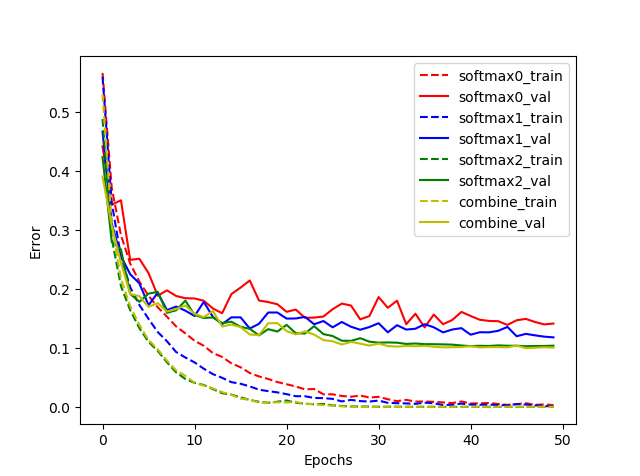 softmax0_train
softmax0_val
softmax1_train
softmax1_val
softmax2_train
softmax2_val
combine_train
combine_val
0.5
0.4
0.3
0.2
0.1
0.0
Error
0 10 20 30 40 50
Epochs